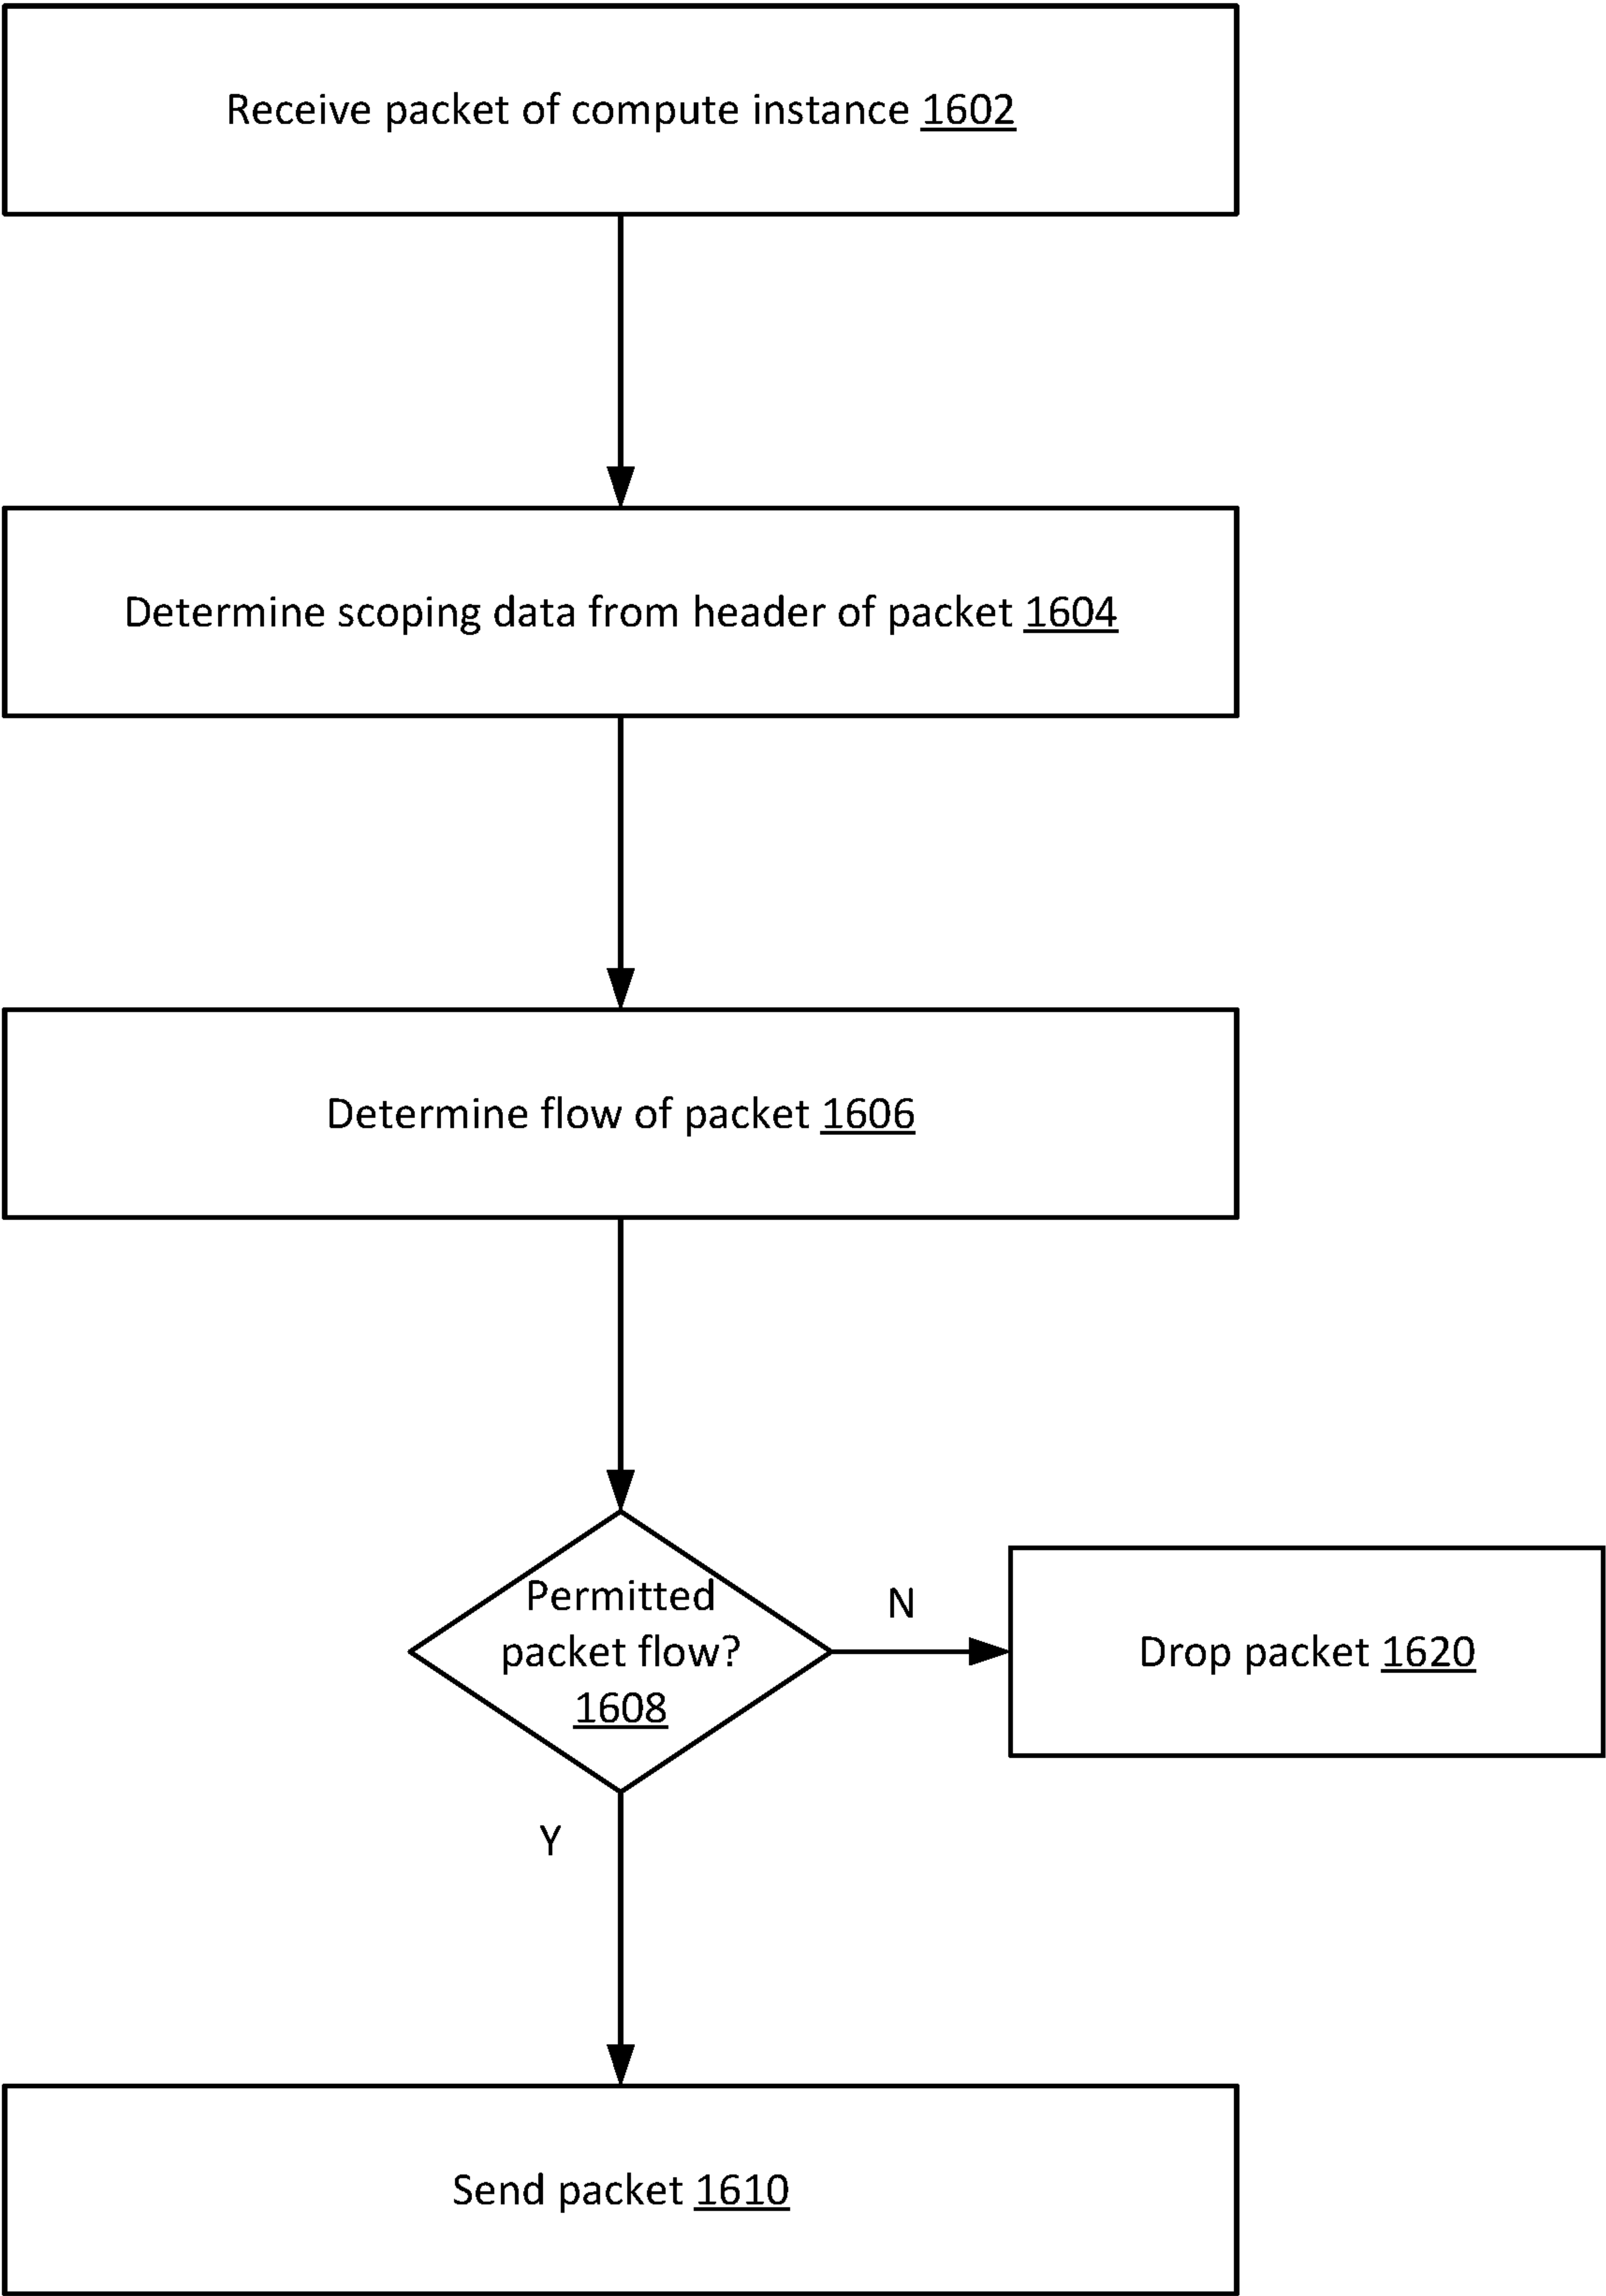 Receive packet of compute instance 1602
Determine scoping data from header of packet 1604
Determine flow of packet 1606
Permitted
packet flow?
1608
N
Drop packet 1620
Y
Send packet 1610